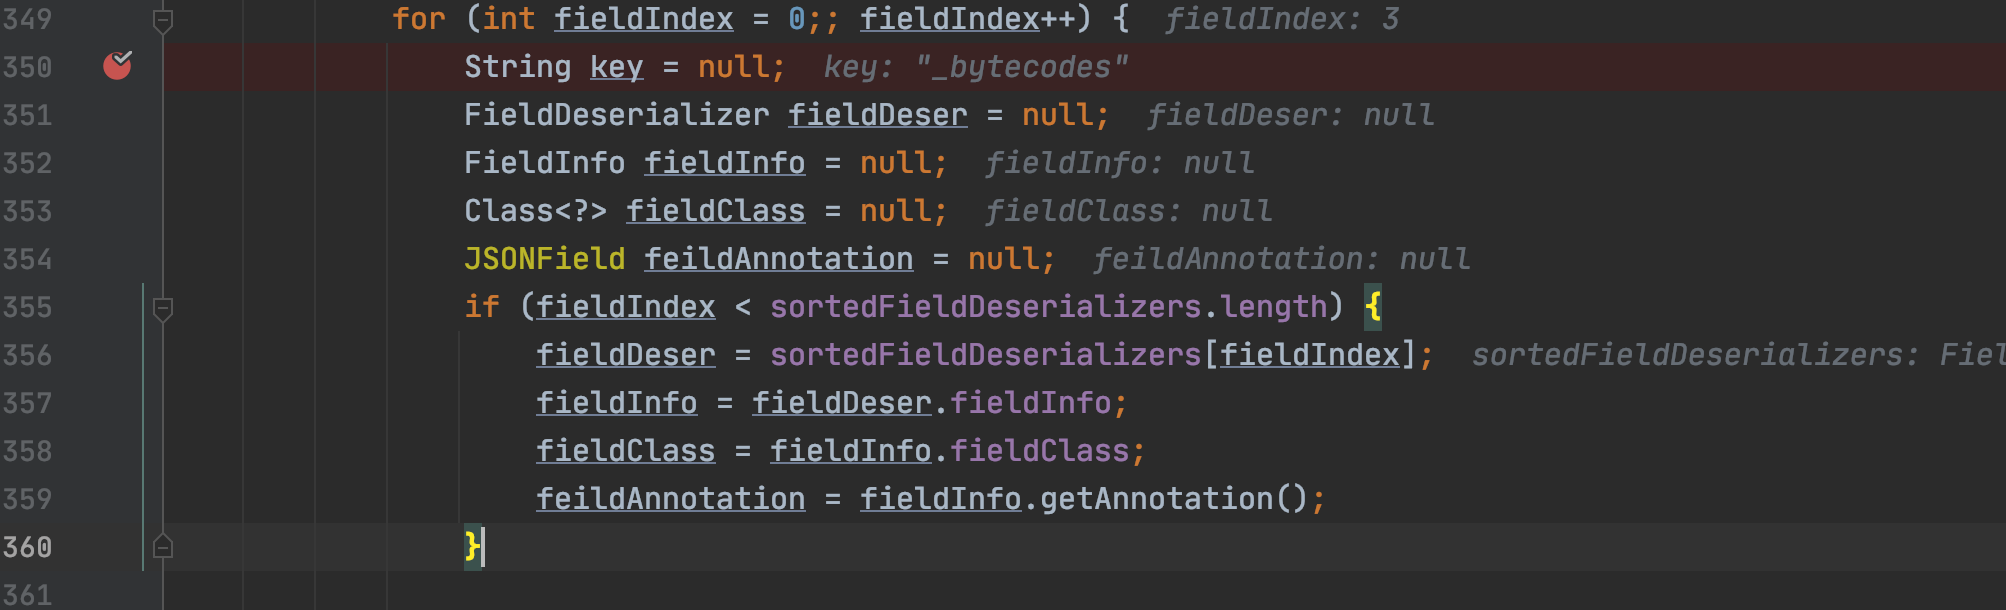 349 for (int fieldIndex = 0;; fieldIndex++) { fieldIndex: 3
350 String key = null; key: "_bytecodes"
351 FieldDeserializer fieldDeser = null; fieldDeser: null
352 FieldInfo fieldInfo = null; fieldInfo: null
353 Class<?> fieldClass = null; fieldClass: null
354 JSONField feildAnnotation = null; feildAnnotation: null
355 if (fieldIndex < sortedFieldDeserializers.length) {
356 fieldDeser = sortedFieldDeserializers[fieldIndex]; sortedFieldDeserializers: Fiel
357 fieldInfo = fieldDeser.fieldInfo;
358 fieldClass = fieldInfo.fieldClass;
359 feildAnnotation = fieldInfo.getAnnotation();
360 }
361